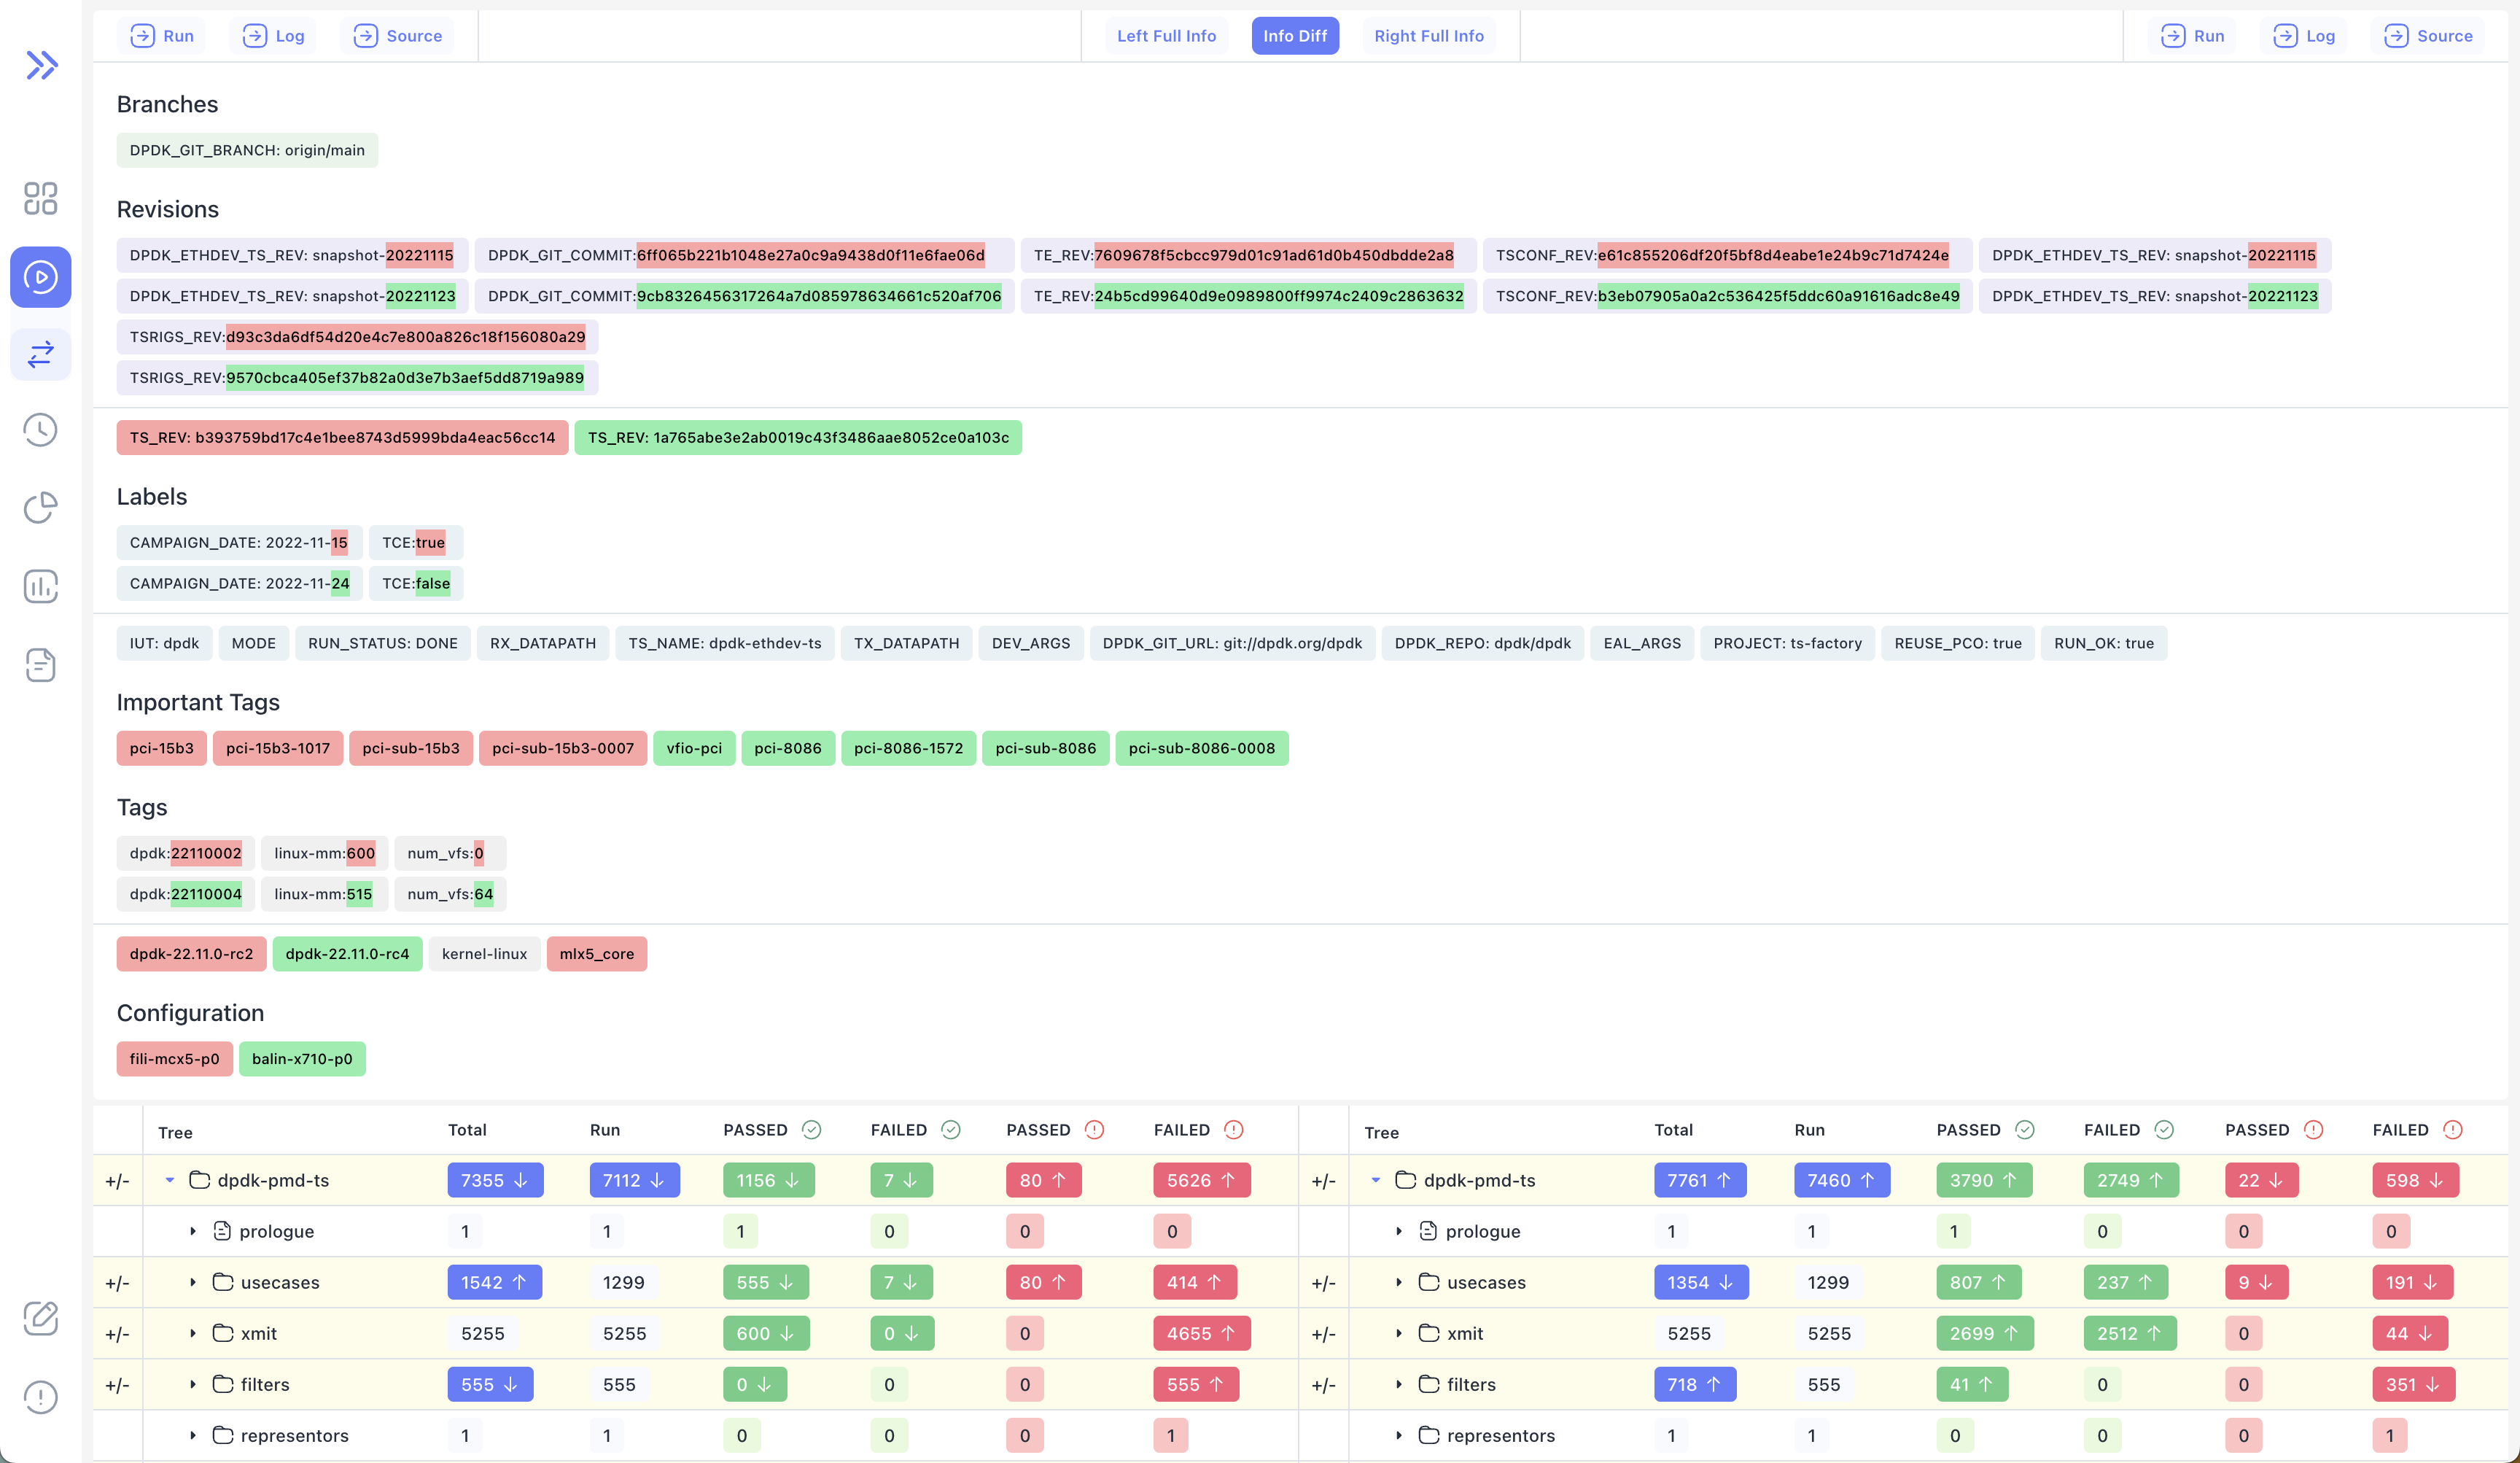 Run Log Source Left Full Info Info Diff Right Full Info Run Log Source
Branches
DPDK_GIT_BRANCH: origin/main
Revisions
DPDK_ETHDEV_TS_REV: snapshot-20221115 DPDK_GIT_COMMIT:6ff065b221b1048e27a0c9a9438d0f11e6fae06d TE_REV:7609678f5cbcc979d01c91ad61d0b450dbdde2a8 TSCONF_REV:e61c855206df20f5bf8d4eabe1e24b9c71d7424e DPDK_ETHDEV_TS_REV: snapshot-20221115
DPDK_ETHDEV_TS_REV: snapshot-20221123 DPDK_GIT_COMMIT:9cb8326456317264a7d085978634661c520af706 TE_REV:24b5cd99640d9e0989800ff9974c2409c2863632 TSCONF_REV:b3eb07905a0a2c536425f5ddc60a91616adc8e49 DPDK_ETHDEV_TS_REV: snapshot-20221123
TSRIGS_REV:d93c3da6df54d20e4c7e800a826c18f156080a29
TSRIGS_REV:9570cbca405ef37b82a0d3e7b3aef5dd8719a989
TS_REV: b393759bd17c4e1bee8743d5999bda4eac56cc14 TS_REV: 1a765abe3e2ab0019c43f3486aae8052ce0a103c
Labels
CAMPAIGN_DATE: 2022-11-15 TCE:true
CAMPAIGN_DATE: 2022-11-24 TCE:false
IUT: dpdk MODE RUN_STATUS: DONE RX_DATAPATH TS_NAME: dpdk-ethdev-ts TX_DATAPATH DEV_ARGS DPDK_GIT_URL: git://dpdk.org/dpdk DPDK_REPO: dpdk/dpdk EAL_ARGS PROJECT: ts-factory REUSE_PCO: true RUN_OK: true
Important Tags
pci-15b3 pci-15b3-1017 pci-sub-15b3 pci-sub-15b3-0007 vfio-pci pci-8086 pci-8086-1572 pci-sub-8086 pci-sub-8086-0008
Tags
dpdk:22110002 linux-mm:600 num_vfs:0
dpdk:22110004 linux-mm:515 num_vfs:64
dpdk-22.11.0-rc2 dpdk-22.11.0-rc4 kernel-linux mlx5_core
Configuration
fili-mcx5-p0 balin-x710-p0
Tree Total Run PASSED FAILED PASSED FAILED Tree Total Run PASSED FAILED PASSED FAILED
+/- dpdk-pmd-ts 7355 ↓ 7112 ↓ 1156 ↓ 7 ↓ 80 ↑ 5626 ↑ +/- dpdk-pmd-ts 7761 ↑ 7460 ↑ 3790 ↑ 2749 ↑ 22 ↓ 598 ↓
prologue 1 1 1 0 0 0 prologue 1 1 1 0 0 0
+/- usecases 1542 ↑ 1299 555 ↓ 7 ↓ 80 ↑ 414 ↑ +/- usecases 1354 ↓ 1299 807 ↑ 237 ↑ 9 ↓ 191 ↓
+/- xmit 5255 5255 600 ↓ 0 ↓ 0 4655 ↑ +/- xmit 5255 5255 2699 ↑ 2512 ↑ 0 44 ↓
+/- filters 555 ↓ 555 0 ↓ 0 0 555 ↑ +/- filters 718 ↑ 555 41 ↑ 0 0 351 ↓
representors 1 1 0 0 0 1 representors 1 1 0 0 0 1